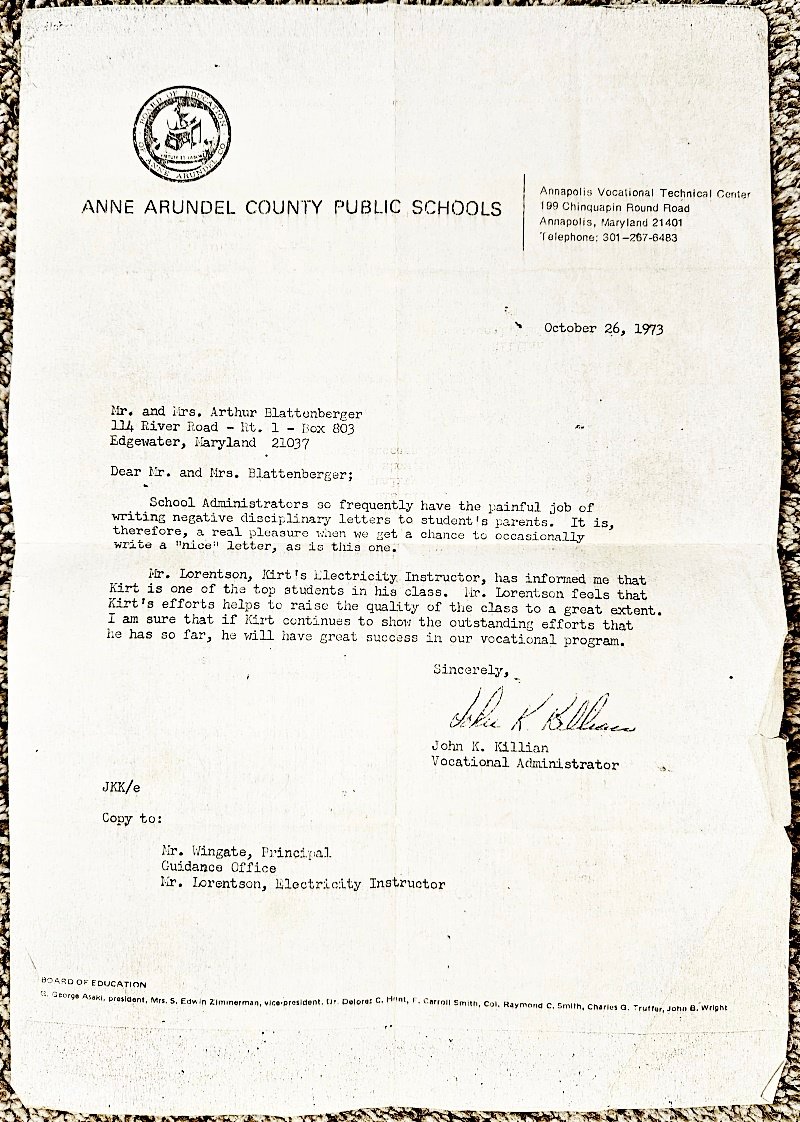 BOARD OF EDUCATION
OF ANNE ARUNDEL CO
ANNE ARUNDEL COUNTY PUBLIC SCHOOLS
Annapolis Vocational Technical Center
199 Chinquapin Round Road
Annapolis, Maryland 21401
Telephone: 301-267-6483
October 26, 1973
Mr. and Mrs. Arthur Blattenberger
114 River Road - Rt. 1 - Box 803
Edgewater, Maryland 21037
Dear Mr. and Mrs. Blattenberger;
School Administrators so frequently have the painful job of
writing negative disciplinary letters to student's parents. It is,
therefore, a real pleasure when we get a chance to occasionally
write a "nice" letter, as is this one.
Mr. Lorentson, Kirt's Electricity Instructor, has informed me that
Kirt is one of the top students in his class. Mr. Lorentson feels that
Kirt's efforts helps to raise the quality of the class to a great extent.
I am sure that if Kirt continues to show the outstanding efforts that
he has so far, he will have great success in our vocational program.
Sincerely,
John K Killian
John K. Killian
Vocational Administrator
JKK/e
Copy to:
Mr. Wingate, Principal
Guidance Office
Mr. Lorentson, Electricity Instructor
BOARD OF EDUCATION
George Asaki, president, Mrs. S. Edwin Zimmerman, vice-president, Dr. Delores C. Hunt, Carroll Smith, Col. Raymond C. Smith, Charles G. Truffer, John B. Wright